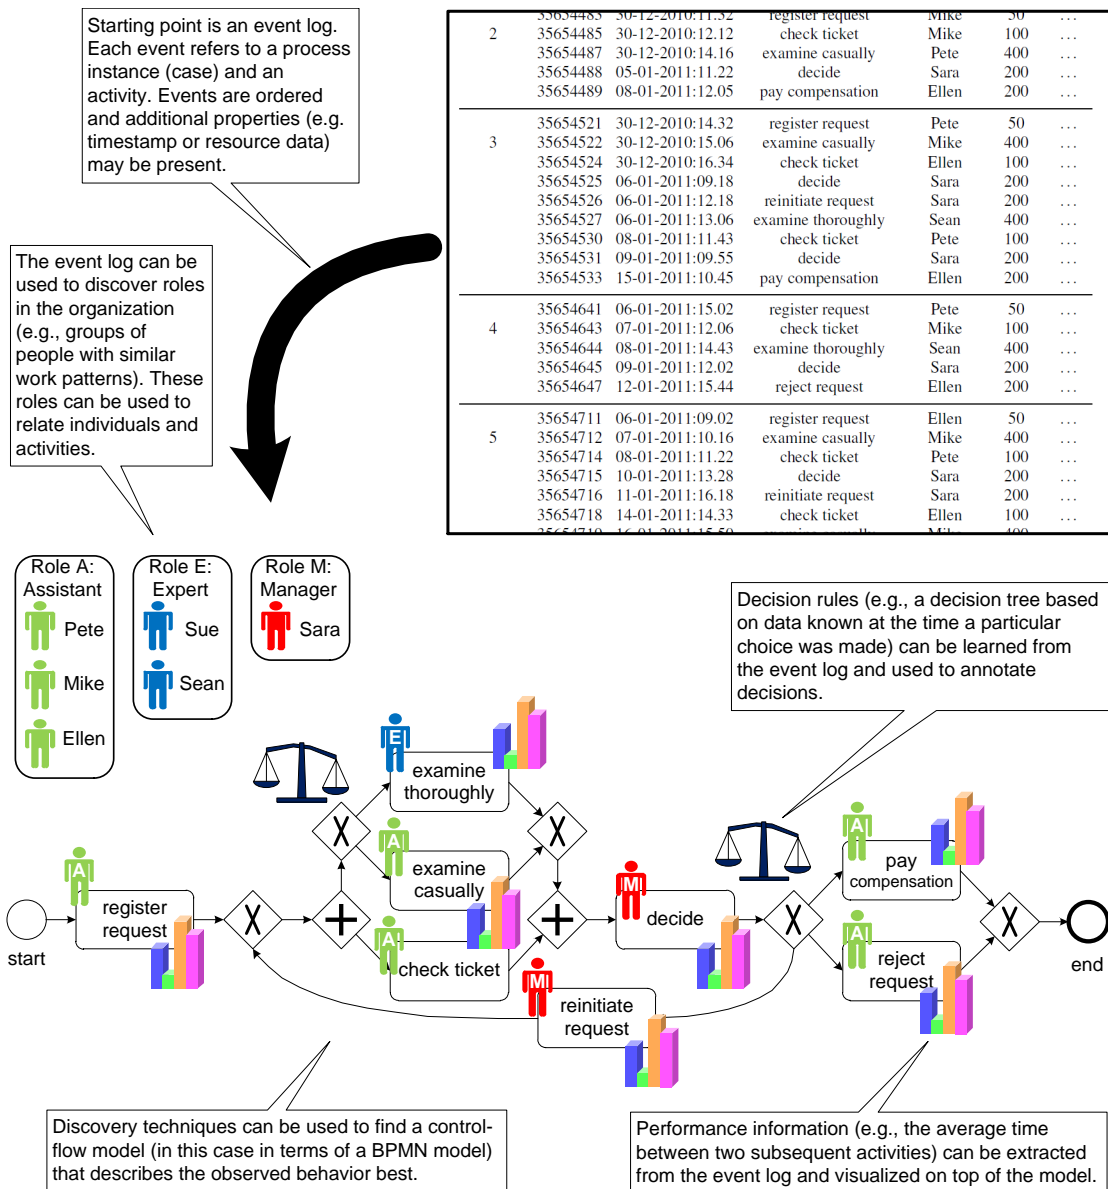 Starting point is an event log.
Each event refers to a process
instance (case) and an
activity. Events are ordered
and additional properties (e.g.
timestamp or resource data)
may be present.
35654483 30-12-2010:11.32 register request Mike 50 ...
2 35654485 30-12-2010:12.12 check ticket Mike 100 ...
35654487 30-12-2010:14.16 examine casually Pete 400 ...
35654488 05-01-2011:11.22 decide Sara 200 ...
35654489 08-01-2011:12.05 pay compensation Ellen 200 ...
35654521 30-12-2010:14.32 register request Pete 50 ...
3 35654522 30-12-2010:15.06 examine casually Mike 400 ...
35654524 30-12-2010:16.34 check ticket Ellen 100 ...
35654525 06-01-2011:09.18 decide Sara 200 ...
35654526 06-01-2011:12.18 reinitiate request Sara 200 ...
35654527 06-01-2011:13.06 examine thoroughly Sean 400 ...
35654530 08-01-2011:11.43 check ticket Pete 100 ...
35654531 09-01-2011:09.55 decide Sara 200 ...
35654533 15-01-2011:10.45 pay compensation Ellen 200 ...
35654641 06-01-2011:15.02 register request Pete 50 ...
4 35654643 07-01-2011:12.06 check ticket Mike 100 ...
35654644 08-01-2011:14.43 examine thoroughly Sean 400 ...
35654645 09-01-2011:12.02 decide Sara 200 ...
35654647 12-01-2011:15.44 reject request Ellen 200 ...
35654711 06-01-2011:09.02 register request Ellen 50 ...
5 35654712 07-01-2011:10.16 examine casually Mike 400 ...
35654714 08-01-2011:11.22 check ticket Pete 100 ...
35654715 10-01-2011:13.28 decide Sara 200 ...
35654716 11-01-2011:16.18 reinitiate request Sara 200 ...
35654718 14-01-2011:14.33 check ticket Ellen 100 ...
The event log can be
used to discover roles
in the organization
(e.g., groups of
people with similar
work patterns). These
roles can be used to
relate individuals and
activities.
Role A:
Assistant
Pete
Mike
Ellen
Role E:
Expert
Sue
Sean
Role M:
Manager
Sara
Decision rules (e.g., a decision tree based
on data known at the time a particular
choice was made) can be learned from
the event log and used to annotate
decisions.
start
A
register
request
E
examine
thoroughly
A
examine
casually
A
check ticket
M
decide
M
reinitiate
request
A
pay
compensation
A
reject
request
end
Discovery techniques can be used to find a control-
flow model (in this case in terms of a BPMN model)
that describes the observed behavior best.
Performance information (e.g., the average time
between two subsequent activities) can be extracted
from the event log and visualized on top of the model.